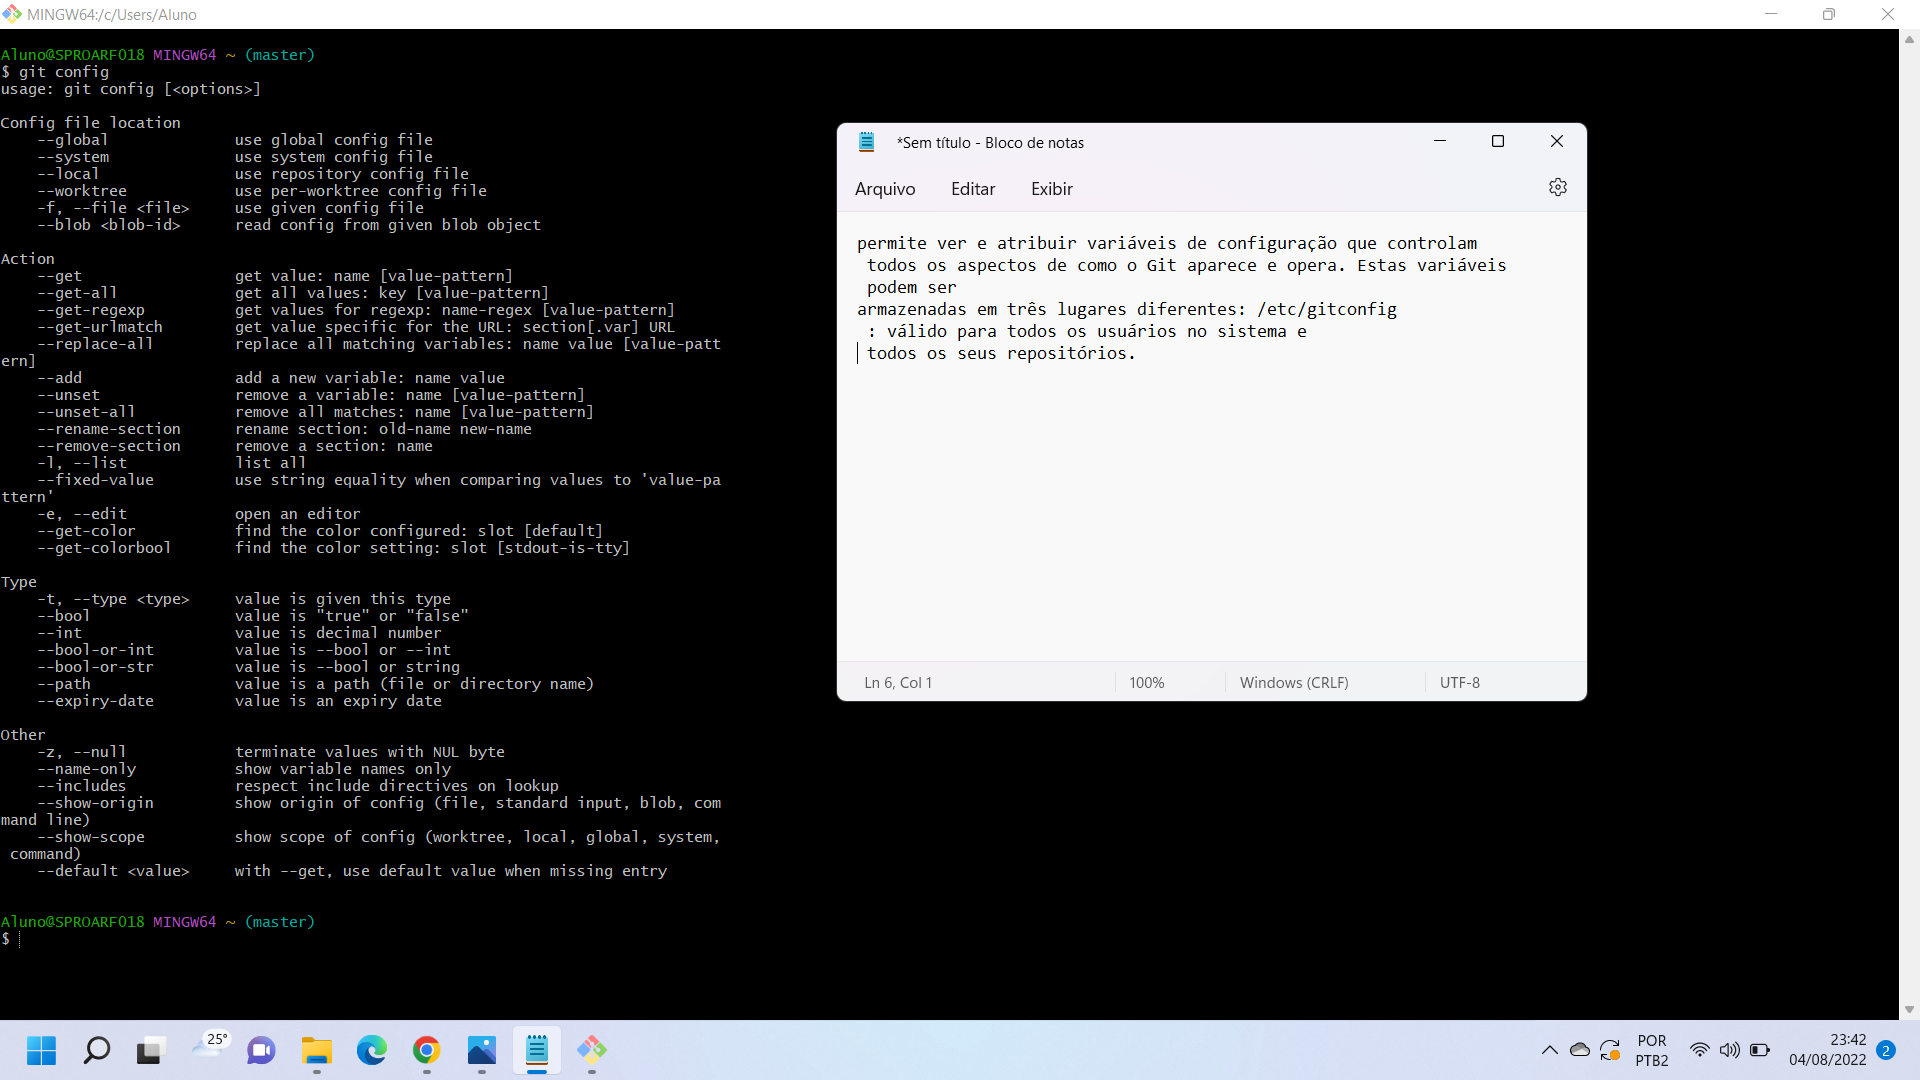 MINGW64:/c/Users/Aluno
Aluno@SPROARF018 MINGW64 ~ (master)
$ git config
usage: git config [<options>]
Config file location
--global use global config file
--system use system config file
--local use repository config file
--worktree use per-worktree config file
-f, --file <file> use given config file
--blob <blob-id> read config from given blob object
Action
--get get value: name [value-pattern]
--get-all get all values: key [value-pattern]
--get-regexp get values for regexp: name-regex [value-pattern]
--get-urlmatch get value specific for the URL: section[.var] URL
--replace-all replace all matching variables: name value [value-patt
ern]
--add add a new variable: name value
--unset remove a variable: name [value-pattern]
--unset-all remove all matches: name [value-pattern]
--rename-section rename section: old-name new-name
--remove-section remove a section: name
-l, --list list all
--fixed-value use string equality when comparing values to 'value-pa
ttern'
-e, --edit open an editor
--get-color find the color configured: slot [default]
--get-colorbool find the color setting: slot [stdout-is-tty]
Type
-t, --type <type> value is given this type
--bool value is "true" or "false"
--int value is decimal number
--bool-or-int value is --bool or --int
--bool-or-str value is --bool or string
--path value is a path (file or directory name)
--expiry-date value is an expiry date
Other
-z, --null terminate values with NUL byte
--name-only show variable names only
--includes respect include directives on lookup
--show-origin show origin of config (file, standard input, blob, com
mand line)
--show-scope show scope of config (worktree, local, global, system,
command)
--default <value> with --get, use default value when missing entry
Aluno@SPROARF018 MINGW64 ~ (master)
$
*Sem título - Bloco de notas
Arquivo Editar Exibir
permite ver e atribuir variáveis de configuração que controlam
todos os aspectos de como o Git aparece e opera. Estas variáveis
podem ser
armazenadas em três lugares diferentes: /etc/gitconfig
: válido para todos os usuários no sistema e
todos os seus repositórios.
Ln 6, Col 1 100% Windows (CRLF) UTF-8
25°
POR
PTB2
23:42
04/08/2022
2